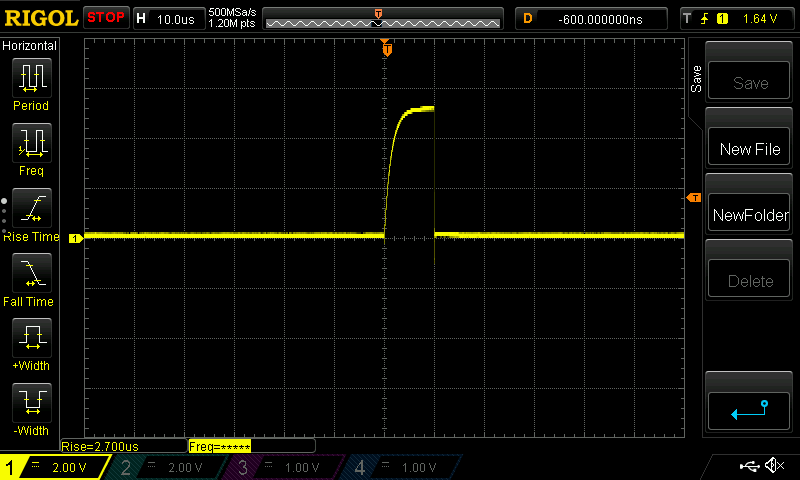 RIGOL STOP H 10.0us 500MSa/s 1.20M pts T D -600.000000ns T 1 1.64 V
Horizontal
Period
Freq
Rise Time
Fall Time
+Width
-Width
T
1
T
Rise=2.700us Freq=*****
Save
Save
New File
NewFolder
Delete
1 = 2.00 V 2 = 2.00 V 3 = 1.00 V 4 = 1.00 V